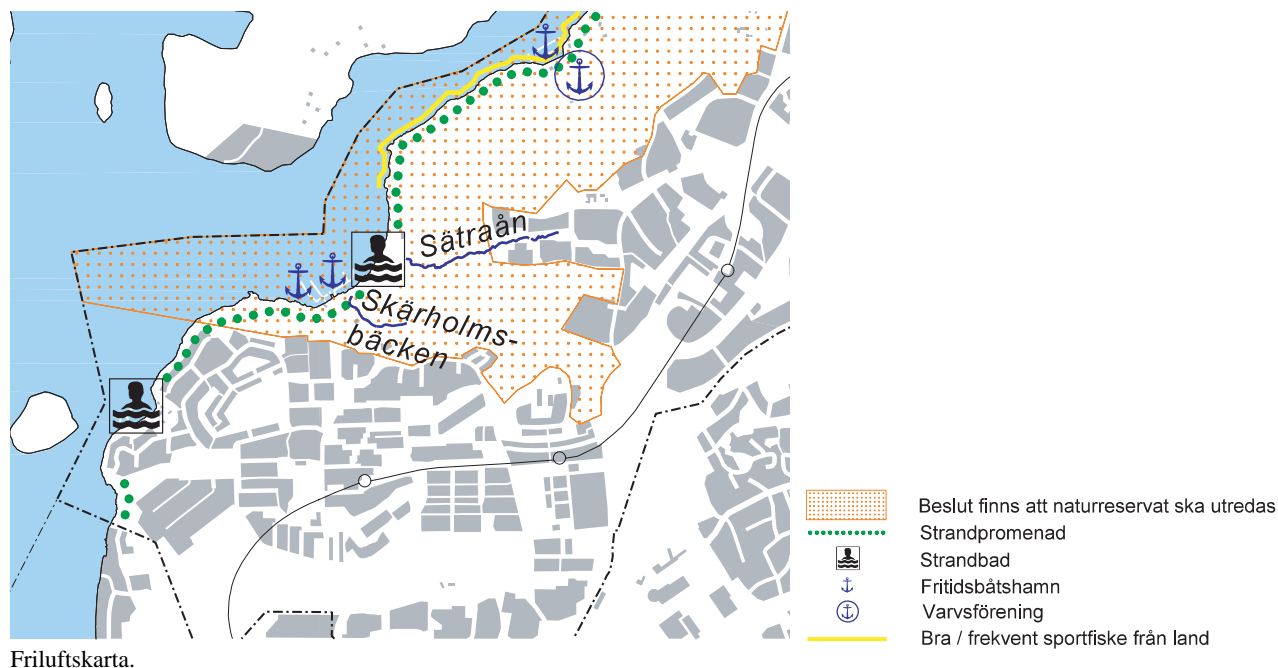 Sätraån
Skärholms-
bäcken
Beslut finns att naturreservat ska utredas
Strandpromenad
Strandbad
Fritidsbåtshamn
Varvsförening
Bra / frekvent sportfiske från land
Friluftskarta.